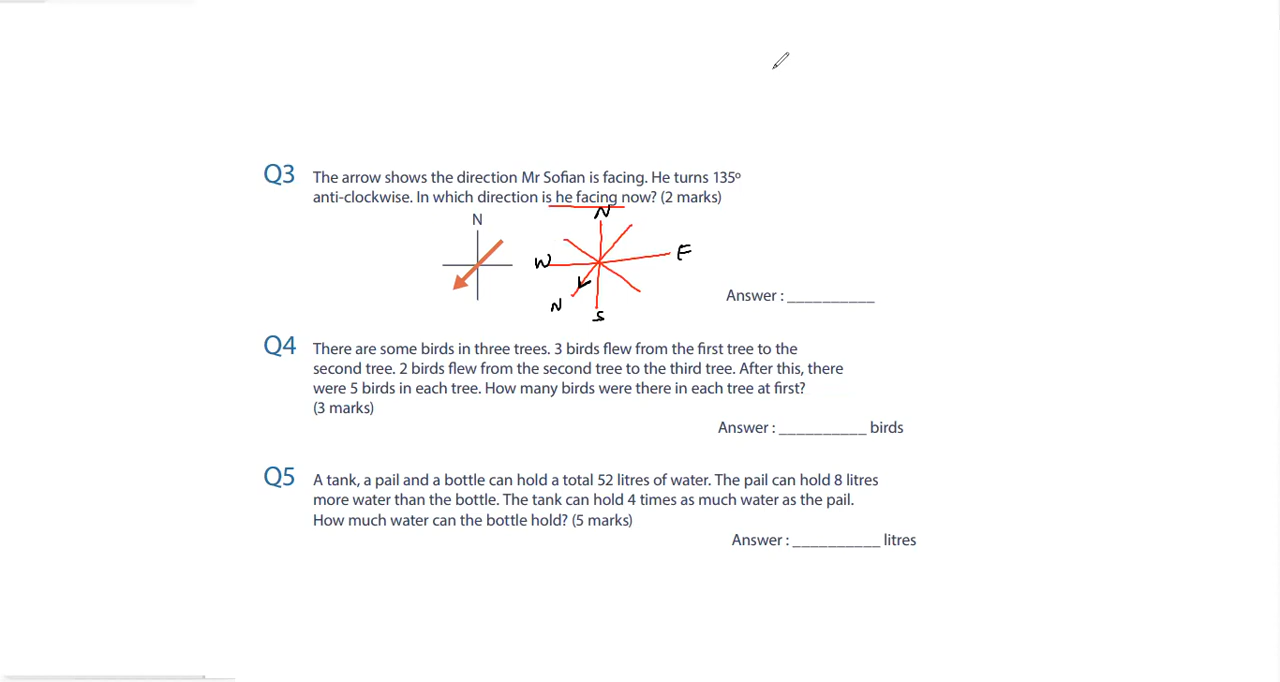 Q3 The arrow shows the direction Mr Sofian is facing. He turns 135º
anti-clockwise. In which direction is he facing now? (2 marks)
N
N
W
E
N
S
Answer : __________
Q4 There are some birds in three trees. 3 birds flew from the first tree to the
second tree. 2 birds flew from the second tree to the third tree. After this, there
were 5 birds in each tree. How many birds were there in each tree at first?
(3 marks)
Answer : __________ birds
Q5 A tank, a pail and a bottle can hold a total 52 litres of water. The pail can hold 8 litres
more water than the bottle. The tank can hold 4 times as much water as the pail.
How much water can the bottle hold? (5 marks)
Answer : __________ litres